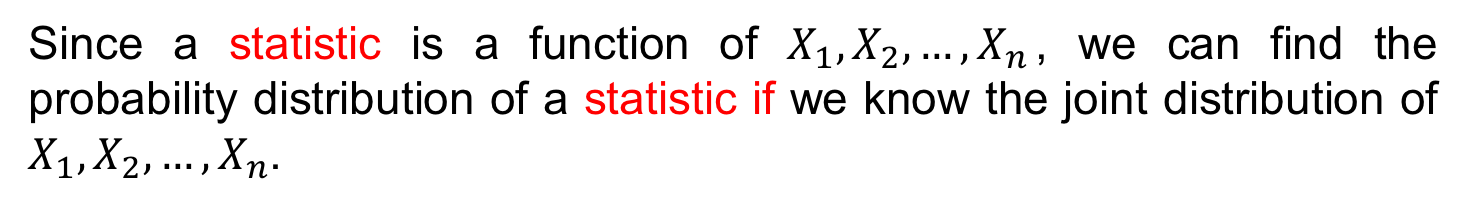 Since a statistic is a function of X₁, X₂, ... , Xₙ, we can find the
probability distribution of a statistic if we know the joint distribution of
X₁, X₂, ... , Xₙ.